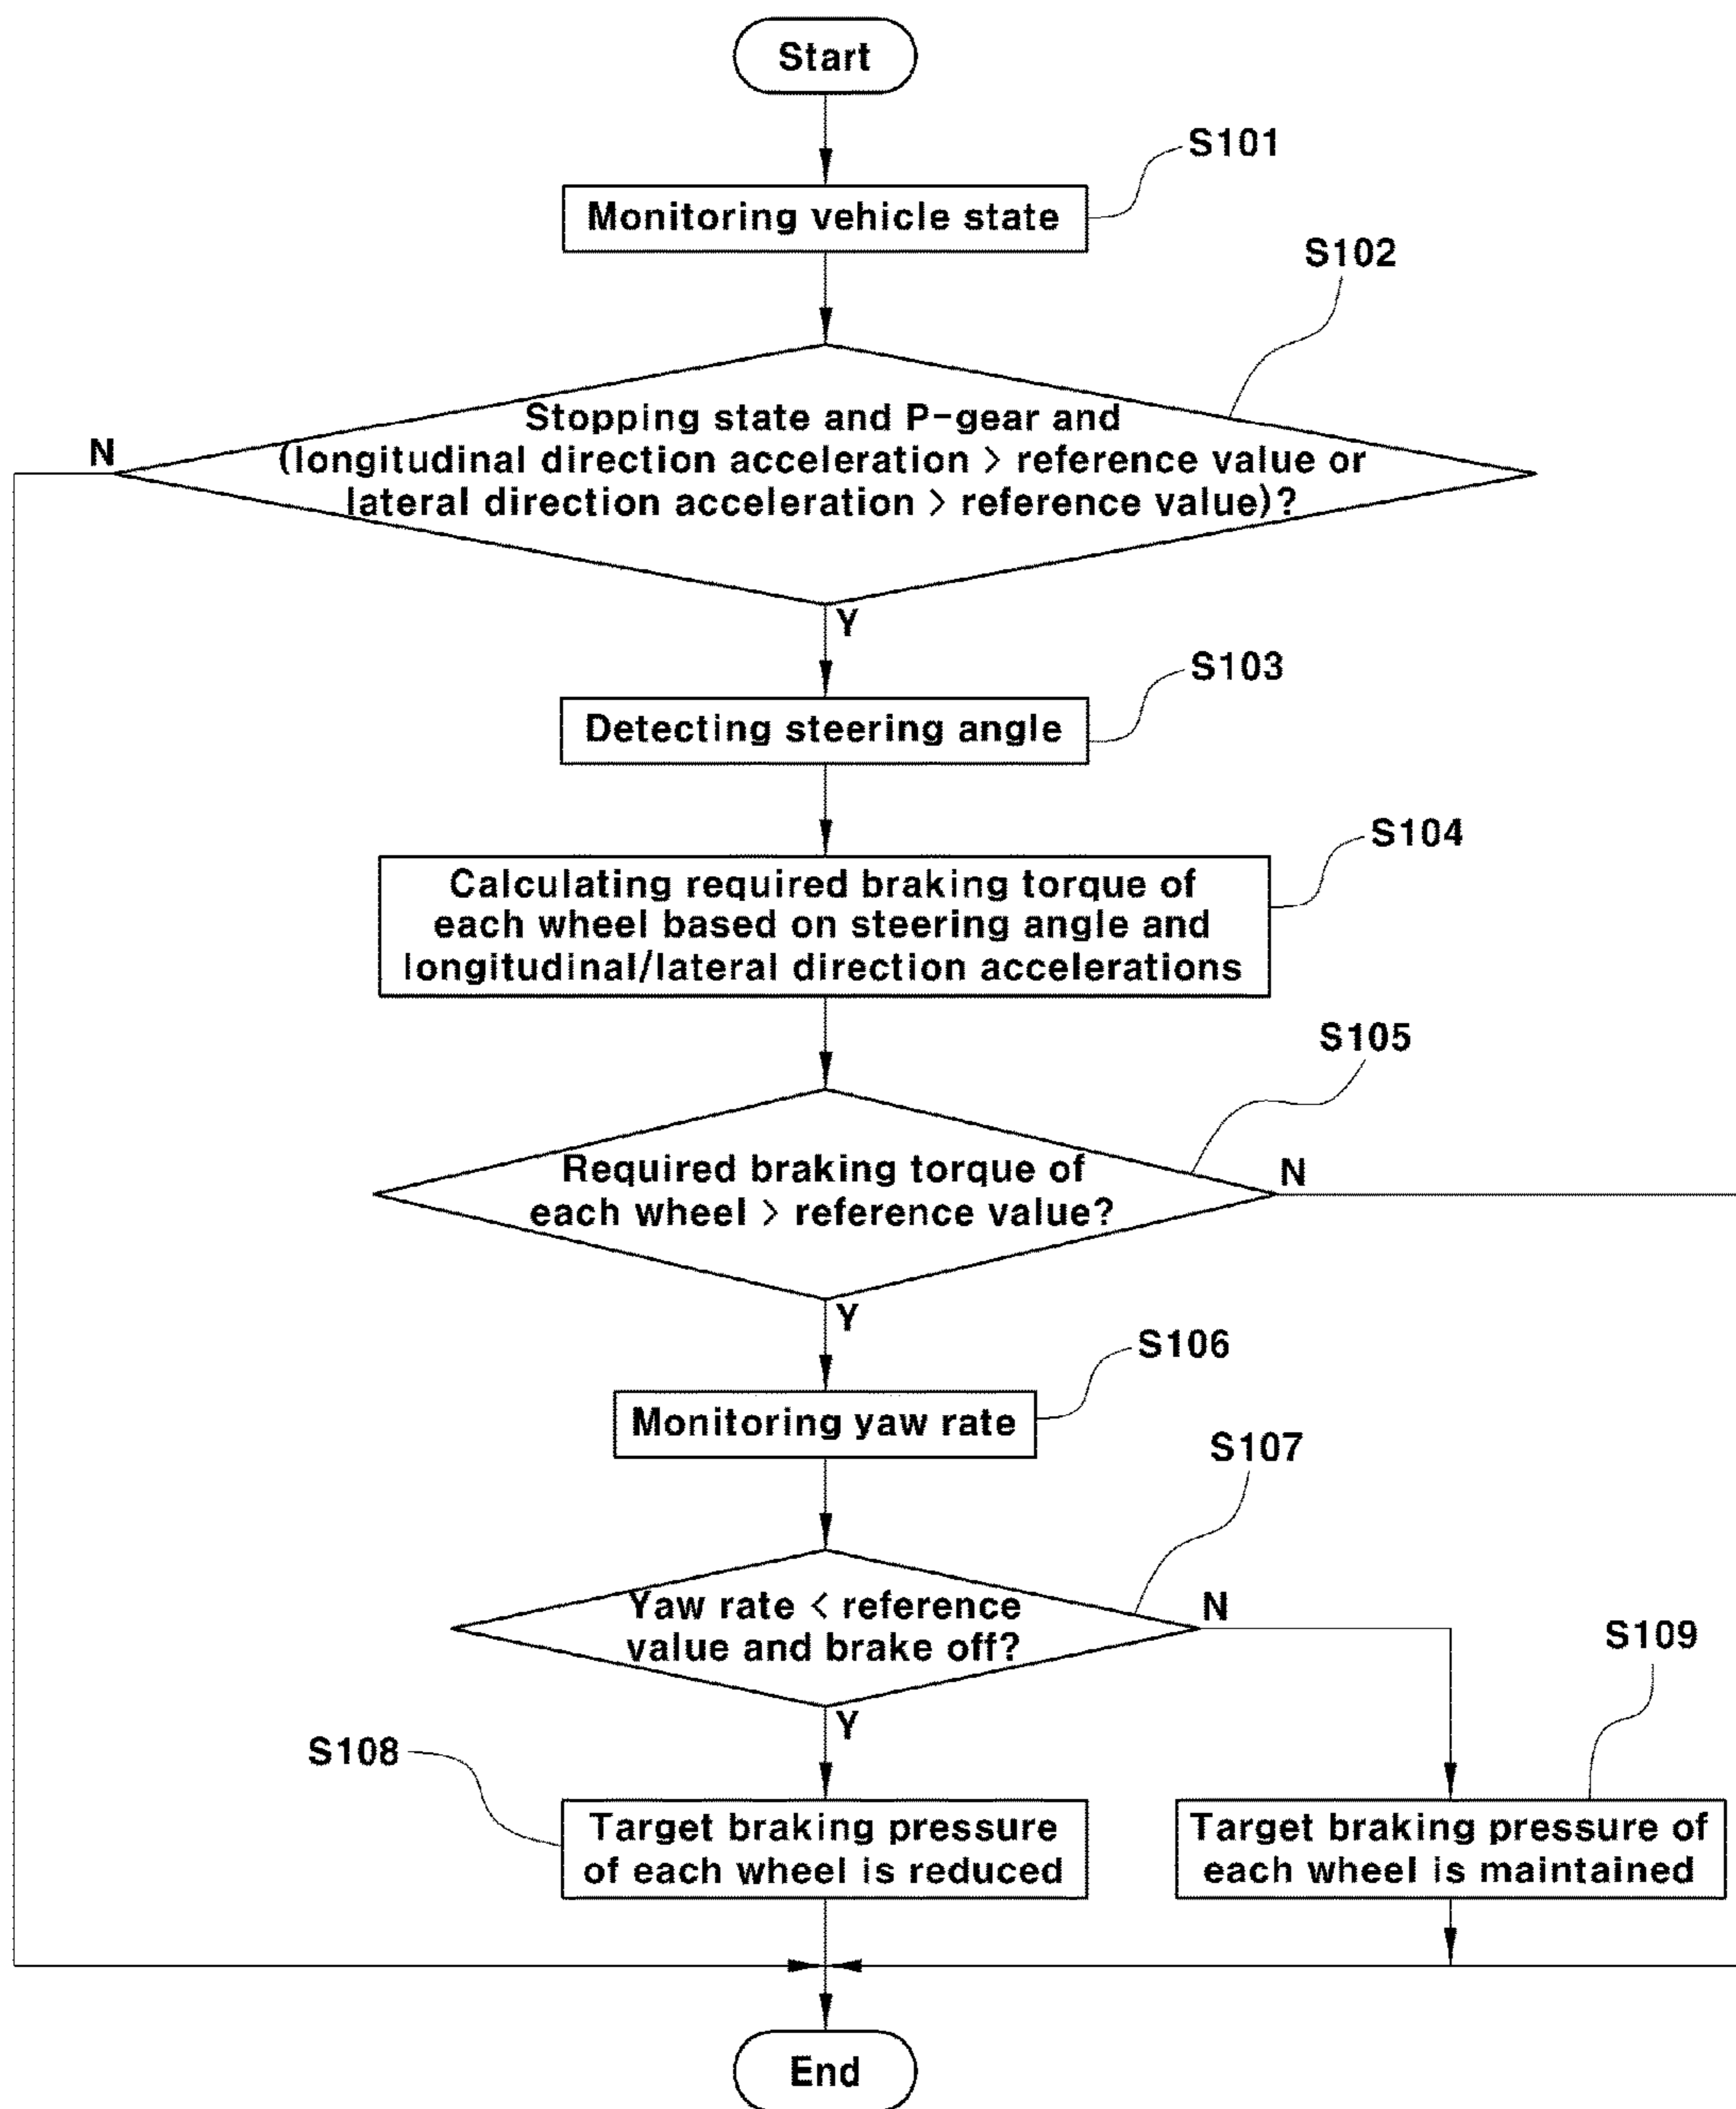 Start
S101
Monitoring vehicle state
S102
Stopping state and P-gear and
(longitudinal direction acceleration > reference value or
lateral direction acceleration > reference value)?
N
Y
S103
Detecting steering angle
S104
Calculating required braking torque of
each wheel based on steering angle and
longitudinal/lateral direction accelerations
S105
Required braking torque of
each wheel > reference value?
N
Y
S106
Monitoring yaw rate
S107
Yaw rate < reference
value and brake off?
N
Y
S109
S108
Target braking pressure
of each wheel is reduced
Target braking pressure of
each wheel is maintained
End